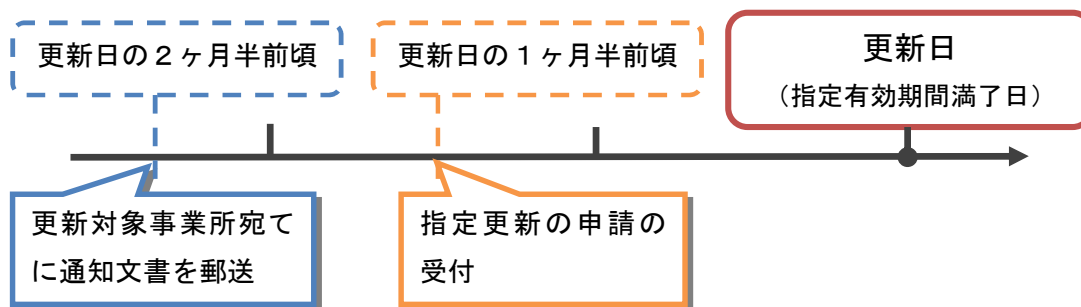 更新日の２ヶ月半前頃
更新日の１ヶ月半前頃
更新日
（指定有効期間満了日）
更新対象事業所宛て
に通知文書を郵送
指定更新の申請の
受付